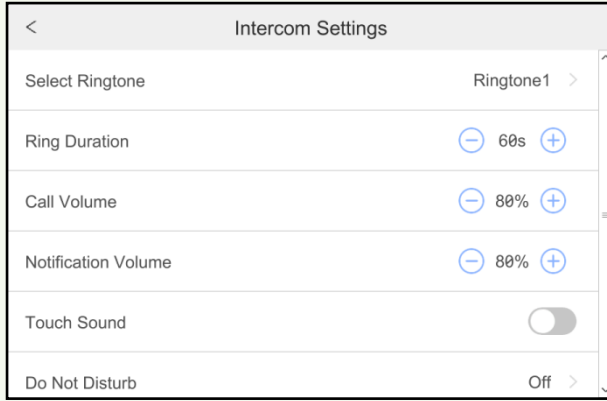 Intercom Settings
Select Ringtone Ringtone1
Ring Duration 60s
Call Volume 80%
Notification Volume 80%
Touch Sound
Do Not Disturb Off